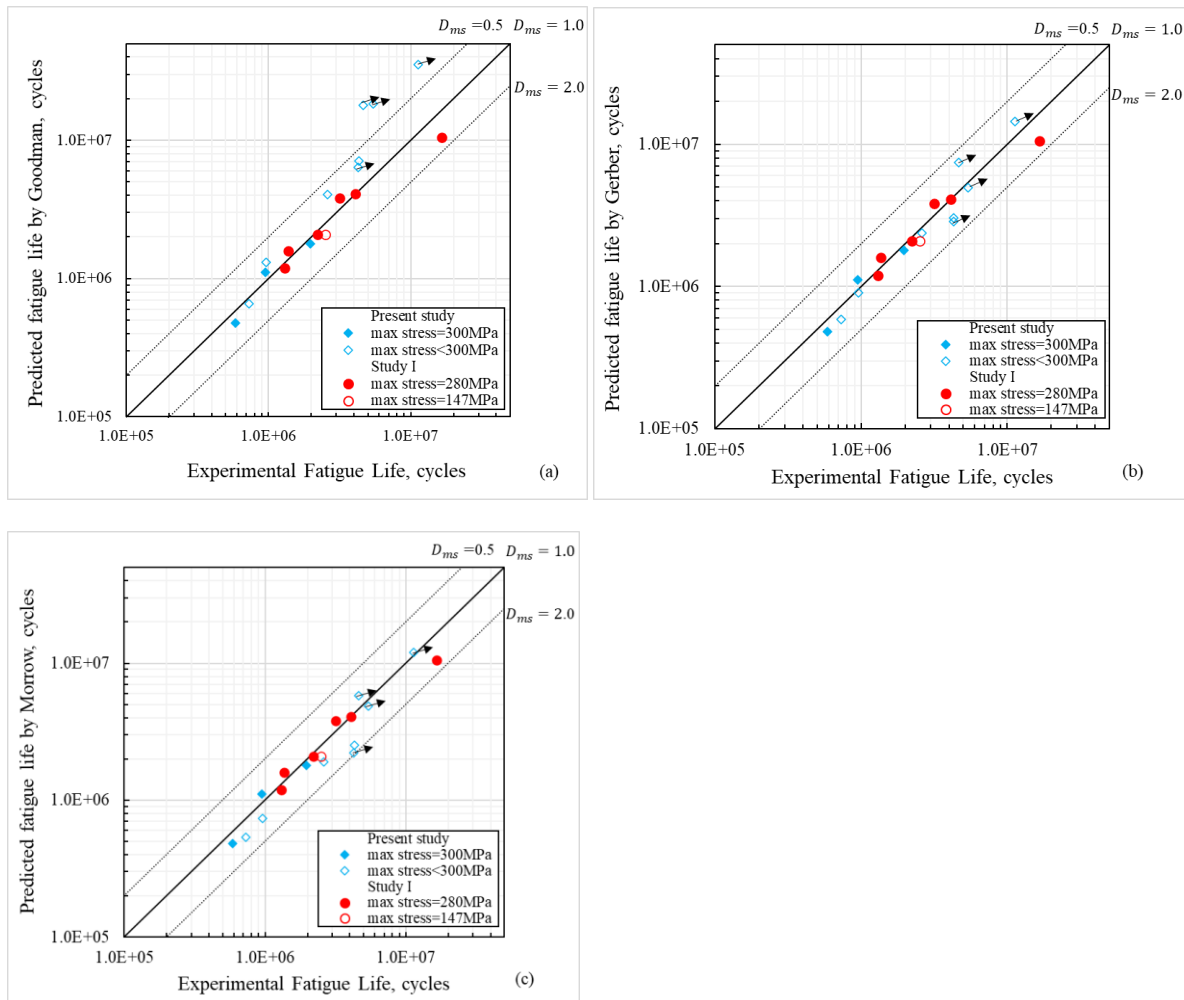 D_ms =0.5 D_ms = 1.0
D_ms = 2.0
Predicted fatigue life by Goodman, cycles
1.0E+07
1.0E+06
1.0E+05
Present study
max stress=300MPa
max stress<300MPa
Study I
max stress=280MPa
max stress=147MPa
1.0E+05 1.0E+06 1.0E+07
Experimental Fatigue Life, cycles
(a)
D_ms =0.5 D_ms = 1.0
D_ms = 2.0
Predicted fatigue life by Gerber, cycles
1.0E+07
1.0E+06
1.0E+05
Present study
max stress=300MPa
max stress<300MPa
Study I
max stress=280MPa
max stress=147MPa
1.0E+05 1.0E+06 1.0E+07
Experimental Fatigue Life, cycles
(b)
D_ms =0.5 D_ms = 1.0
D_ms = 2.0
Predicted fatigue life by Morrow, cycles
1.0E+07
1.0E+06
1.0E+05
Present study
max stress=300MPa
max stress<300MPa
Study I
max stress=280MPa
max stress=147MPa
1.0E+05 1.0E+06 1.0E+07
Experimental Fatigue Life, cycles
(c)